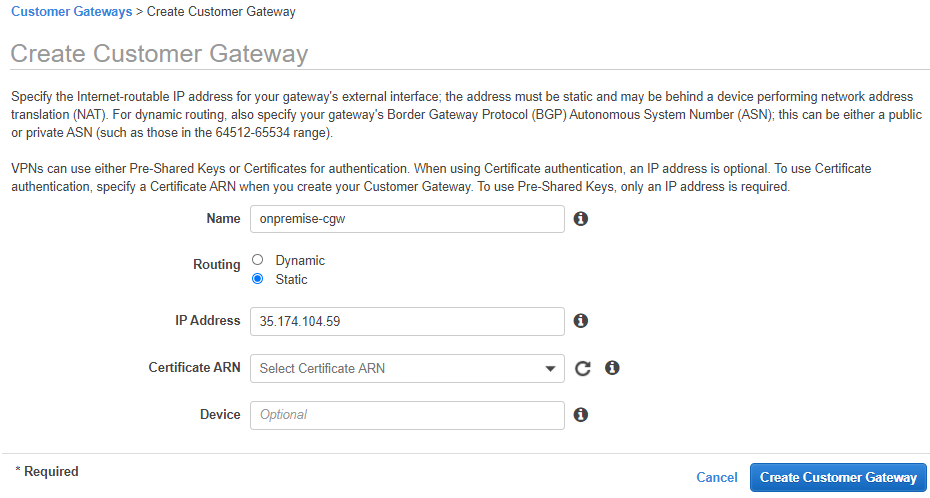 Customer Gateways > Create Customer Gateway
Create Customer Gateway
Specify the Internet-routable IP address for your gateway's external interface; the address must be static and may be behind a device performing network address
translation (NAT). For dynamic routing, also specify your gateway's Border Gateway Protocol (BGP) Autonomous System Number (ASN); this can be either a public
or private ASN (such as those in the 64512-65534 range).
VPNs can use either Pre-Shared Keys or Certificates for authentication. When using Certificate authentication, an IP address is optional. To use Certificate
authentication, specify a Certificate ARN when you create your Customer Gateway. To use Pre-Shared Keys, only an IP address is required.
Name onpremise-cgw
Routing Dynamic
Static
IP Address 35.174.104.59
Certificate ARN Select Certificate ARN
Device Optional
* Required
Cancel Create Customer Gateway